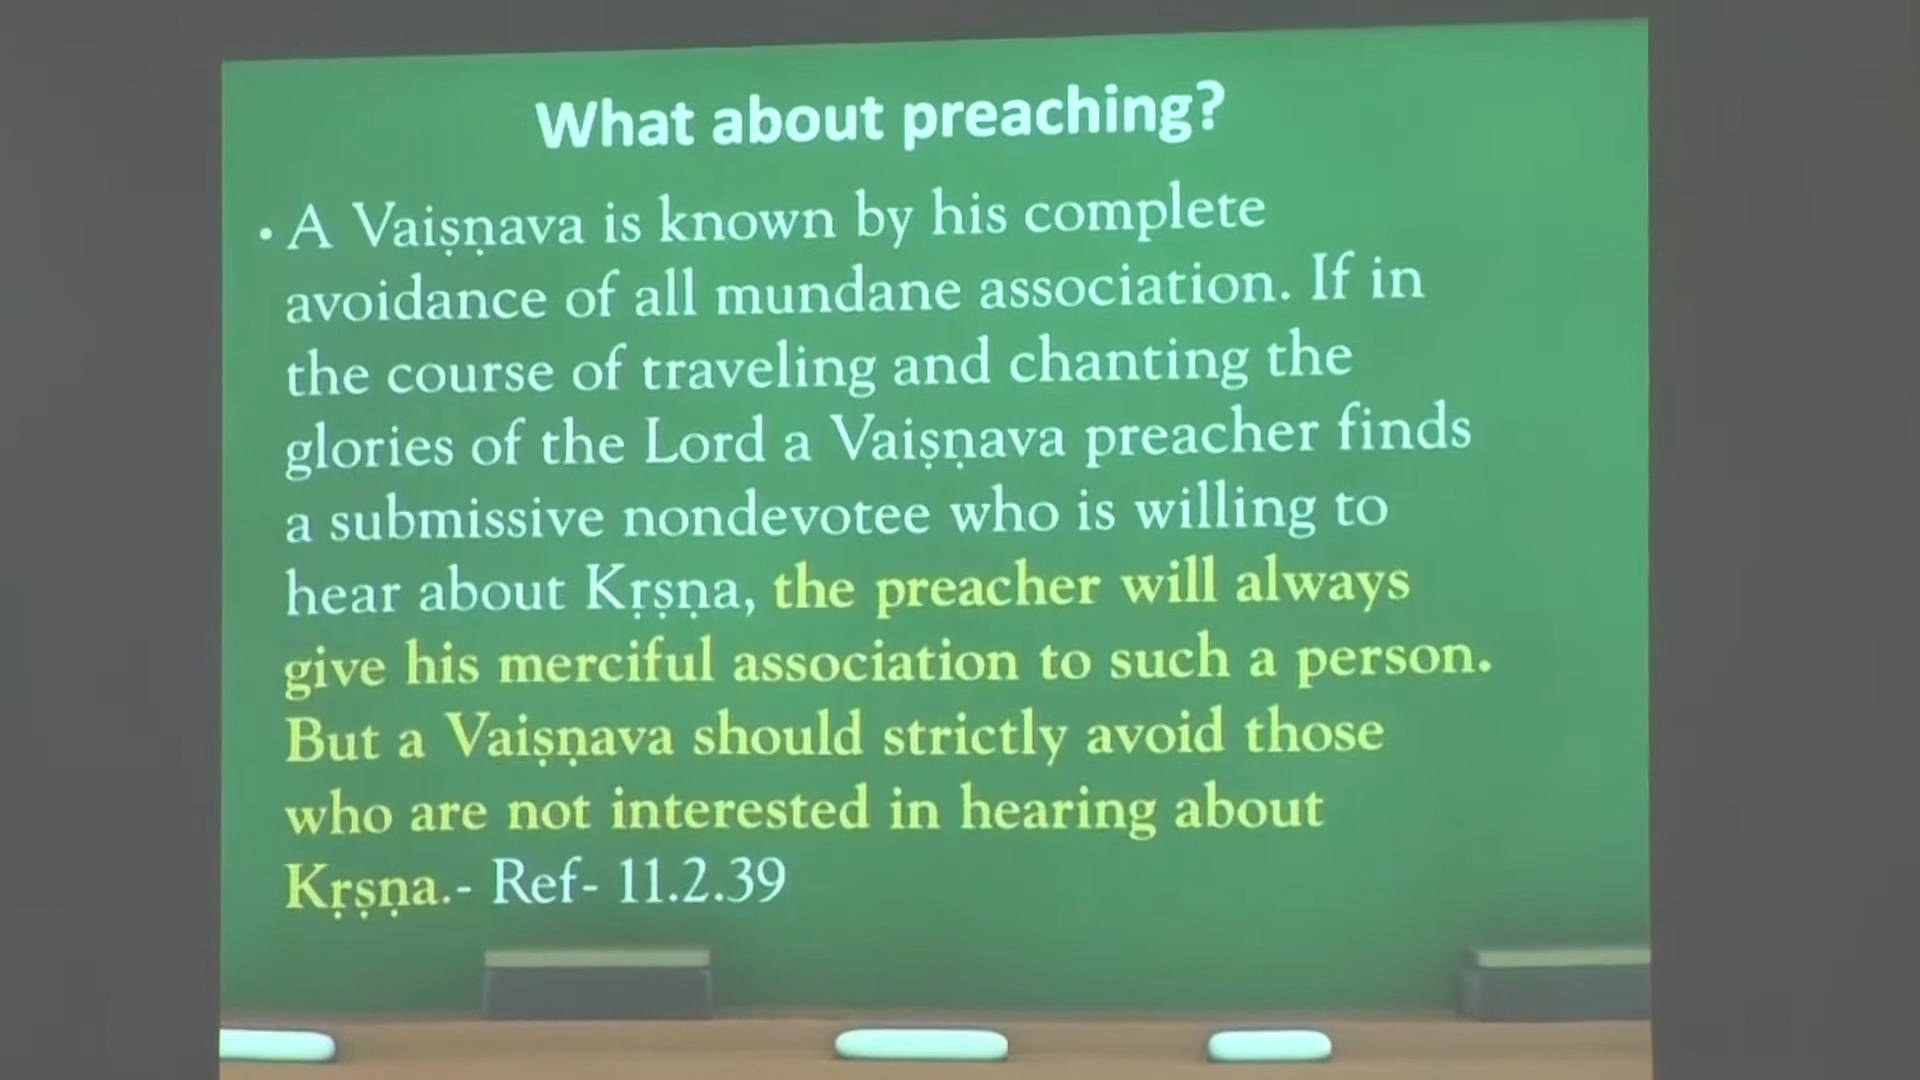 What about preaching?
• A Vaiṣṇava is known by his complete
avoidance of all mundane association. If in
the course of traveling and chanting the
glories of the Lord a Vaiṣṇava preacher finds
a submissive nondevotee who is willing to
hear about Kṛṣṇa, the preacher will always
give his merciful association to such a person.
But a Vaiṣṇava should strictly avoid those
who are not interested in hearing about
Kṛṣṇa.- Ref- 11.2.39